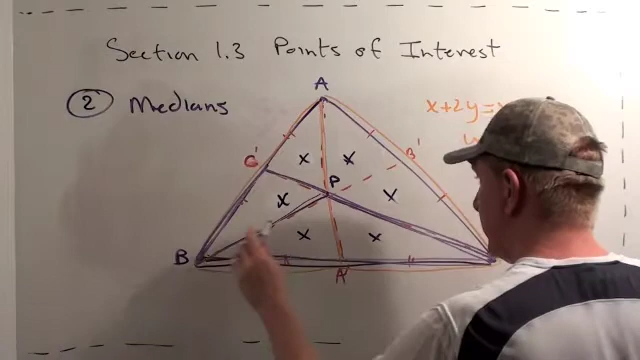 Section 1.3 Points of Interest
2 Medians
A
x+2y=
C'
B'
x x
P
x x
x x
B
A'